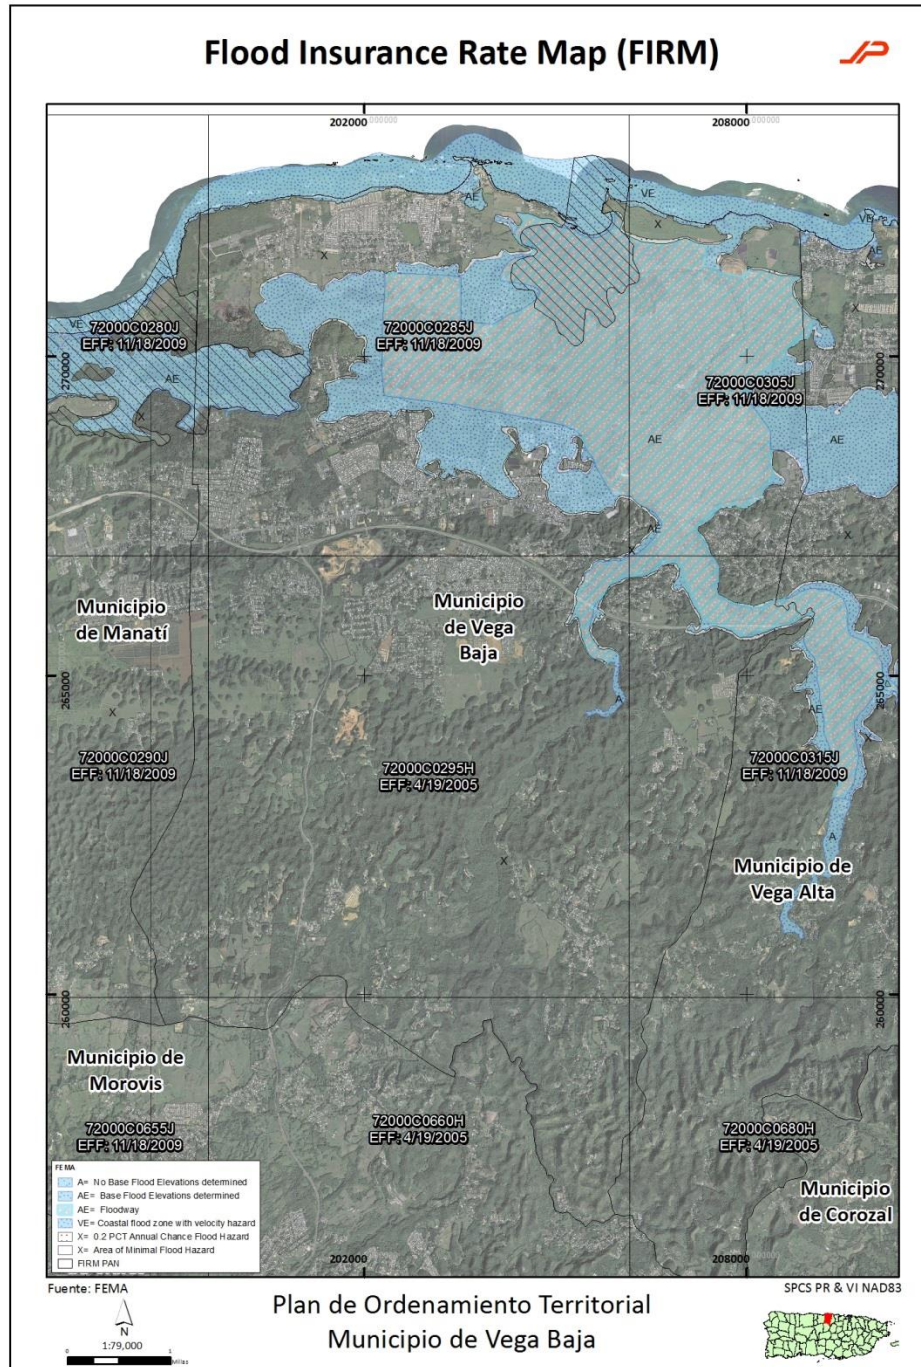 Flood Insurance Rate Map (FIRM)
JP
202000
208000
VE
AE
VE
X
VE
AE
X
X
72000C0280J
EFF: 11/18/2009
72000C0285J
EFF: 11/18/2009
VE
270000
270000
AE
72000C0305J
EFF: 11/18/2009
X
AE
AE
AE
X
X
Municipio
de Manatí
Municipio
de Vega
Baja
265000
265000
A
X
AE
X
72000C0290J
EFF: 11/18/2009
72000C0295H
EFF: 4/19/2005
72000C0315J
EFF: 11/18/2009
A
X
Municipio de
Vega Alta
260000
260000
Municipio de
Morovis
72000C0655J
EFF: 11/18/2009
72000C0660H
EFF: 4/19/2005
72000C0680H
EFF: 4/19/2005
Municipio
de Corozal
FEMA
A= No Base Flood Elevations determined
AE= Base Flood Elevations determined
AE= Floodway
VE= Coastal flood zone with velocity hazard
X= 0.2 PCT Annual Chance Flood Hazard
X= Area of Minimal Flood Hazard
FIRM PAN
202000
208000
Fuente: FEMA
SPCS PR & VI NAD83
N
1:79,000
0 1
Miles
Plan de Ordenamiento Territorial
Municipio de Vega Baja